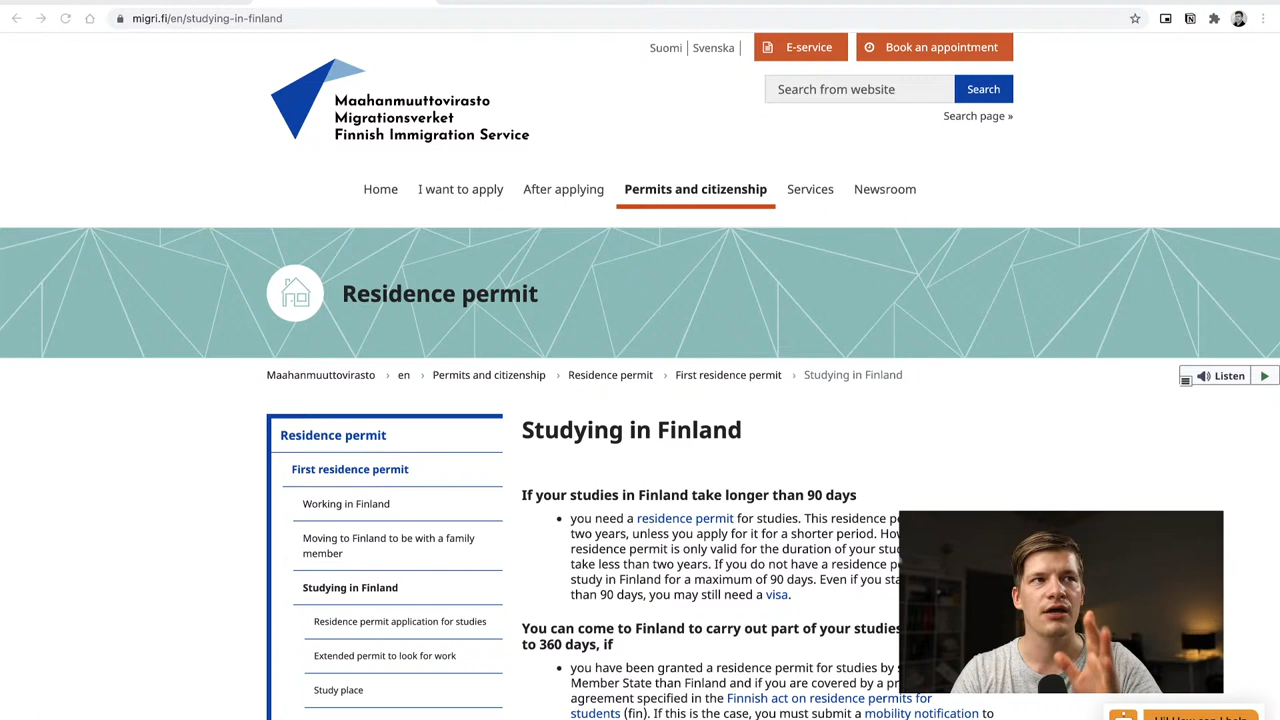 migri.fi/en/studying-in-finland
Suomi
Svenska
E-service
Book an appointment
Search from website
Search
Search page »
Maahanmuuttovirasto
Migrationsverket
Finnish Immigration Service
Home
I want to apply
After applying
Permits and citizenship
Services
Newsroom
Residence permit
Maahanmuuttovirasto › en › Permits and citizenship › Residence permit › First residence permit › Studying in Finland
Listen
Residence permit
First residence permit
Working in Finland
Moving to Finland to be with a family
member
Studying in Finland
Residence permit application for studies
Extended permit to look for work
Study place
Studying in Finland
If your studies in Finland take longer than 90 days
• you need a residence permit for studies. This residence
two years, unless you apply for it for a shorter period.
residence permit is only valid for the duration of your
take less than two years. If you do not have a residence
study in Finland for a maximum of 90 days. Even if you
than 90 days, you may still need a visa.
You can come to Finland to carry out part of your studies
to 360 days, if
• you have been granted a residence permit for studies by
Member State than Finland and if you are covered by a
agreement specified in the Finnish act on residence permits for
students (fin). If this is the case, you must submit a mobility notification to